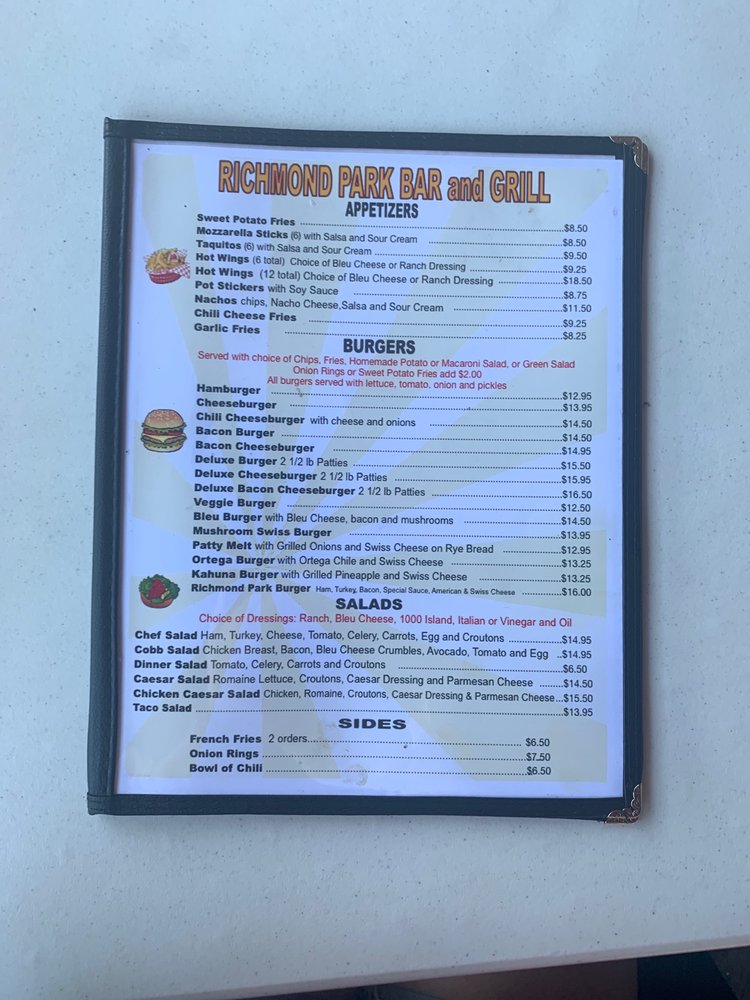 RICHMOND PARK BAR and GRILL
APPETIZERS
Sweet Potato Fries $8.50
Mozzarella Sticks (6) with Salsa and Sour Cream $8.50
Taquitos (6) with Salsa and Sour Cream $9.50
Hot Wings (6 total) Choice of Bleu Cheese or Ranch Dressing $9.25
Hot Wings (12 total) Choice of Bleu Cheese or Ranch Dressing $18.50
Pot Stickers with Soy Sauce $8.75
Nachos chips, Nacho Cheese,Salsa and Sour Cream $11.50
Chili Cheese Fries $9.25
Garlic Fries $8.25
BURGERS
Served with choice of Chips, Fries, Homemade Potato or Macaroni Salad, or Green Salad
Onion Rings or Sweet Potato Fries add $2.00
All burgers served with lettuce, tomato, onion and pickles
Hamburger $12.95
Cheeseburger $13.95
Chili Cheeseburger with cheese and onions $14.50
Bacon Burger $14.50
Bacon Cheeseburger $14.95
Deluxe Burger 2 1/2 lb Patties $15.50
Deluxe Cheeseburger 2 1/2 lb Patties $15.95
Deluxe Bacon Cheeseburger 2 1/2 lb Patties $16.50
Veggie Burger $12.50
Bleu Burger with Bleu Cheese, bacon and mushrooms $14.50
Mushroom Swiss Burger $13.95
Patty Melt with Grilled Onions and Swiss Cheese on Rye Bread $12.95
Ortega Burger with Ortega Chile and Swiss Cheese $13.25
Kahuna Burger with Grilled Pineapple and Swiss Cheese $13.25
Richmond Park Burger Ham, Turkey, Bacon, Special Sauce, American & Swiss Cheese $16.00
SALADS
Choice of Dressings: Ranch, Bleu Cheese, 1000 Island, Italian or Vinegar and Oil
Chef Salad Ham, Turkey, Cheese, Tomato, Celery, Carrots, Egg and Croutons $14.95
Cobb Salad Chicken Breast, Bacon, Bleu Cheese Crumbles, Avocado, Tomato and Egg $14.95
Dinner Salad Tomato, Celery, Carrots and Croutons $6.50
Caesar Salad Romaine Lettuce, Croutons, Caesar Dressing and Parmesan Cheese $14.50
Chicken Caesar Salad Chicken, Romaine, Croutons, Caesar Dressing & Parmesan Cheese $15.50
Taco Salad $13.95
SIDES
French Fries 2 orders $6.50
Onion Rings $7.50
Bowl of Chili $6.50